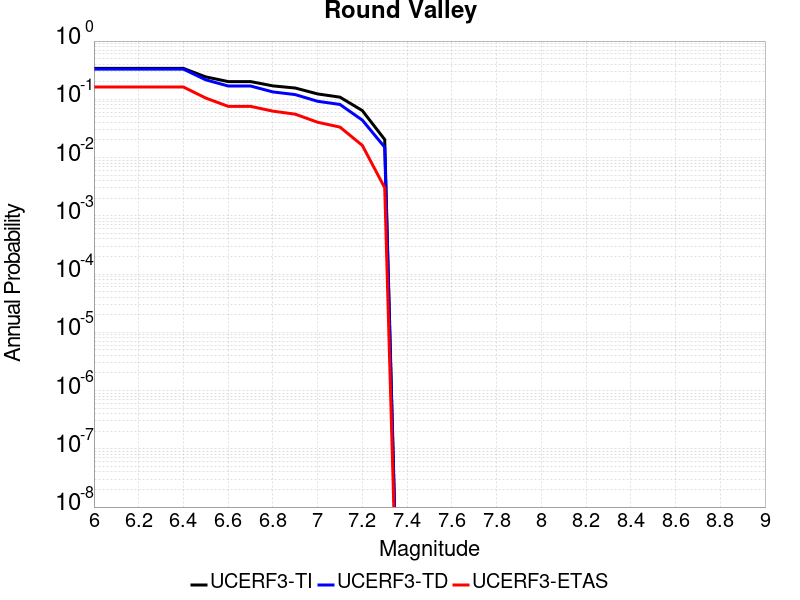 Round Valley
10^0
10^-1
10^-2
10^-3
10^-4
10^-5
10^-6
10^-7
10^-8
Annual Probability
6 6.2 6.4 6.6 6.8 7 7.2 7.4 7.6 7.8 8 8.2 8.4 8.6 8.8 9
Magnitude
UCERF3-TI UCERF3-TD UCERF3-ETAS